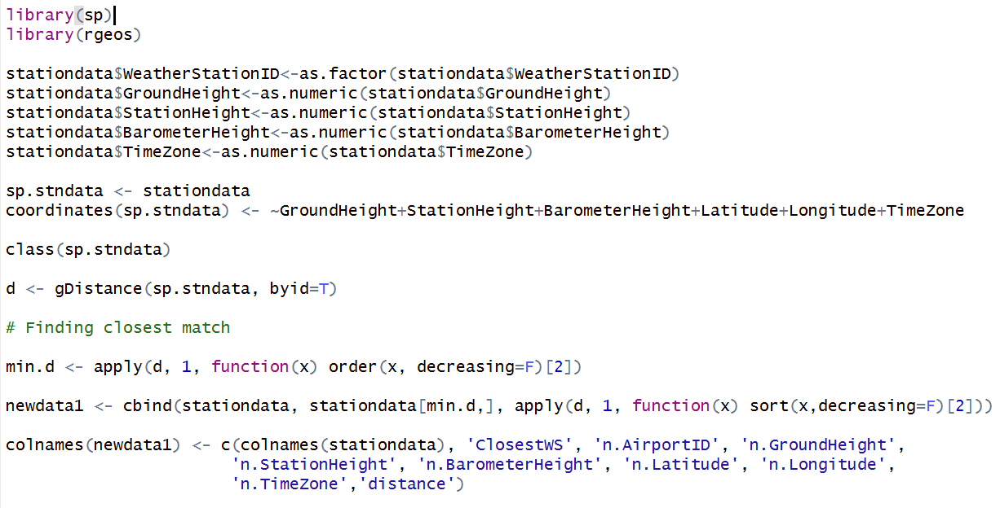 library(sp)
library(rgeos)
stationdata$WeatherStationID<-as.factor(stationdata$WeatherStationID)
stationdata$GroundHeight<-as.numeric(stationdata$GroundHeight)
stationdata$StationHeight<-as.numeric(stationdata$StationHeight)
stationdata$BarometerHeight<-as.numeric(stationdata$BarometerHeight)
stationdata$TimeZone<-as.numeric(stationdata$TimeZone)
sp.stndata <- stationdata
coordinates(sp.stndata) <- ~GroundHeight+StationHeight+BarometerHeight+Latitude+Longitude+TimeZone
class(sp.stndata)
d <- gDistance(sp.stndata, byid=T)
# Finding closest match
min.d <- apply(d, 1, function(x) order(x, decreasing=F)[2])
newdata1 <- cbind(stationdata, stationdata[min.d,], apply(d, 1, function(x) sort(x,decreasing=F)[2]))
colnames(newdata1) <- c(colnames(stationdata), 'ClosestWS', 'n.AirportID', 'n.GroundHeight',
'n.StationHeight', 'n.BarometerHeight', 'n.Latitude', 'n.Longitude',
'n.TimeZone','distance')